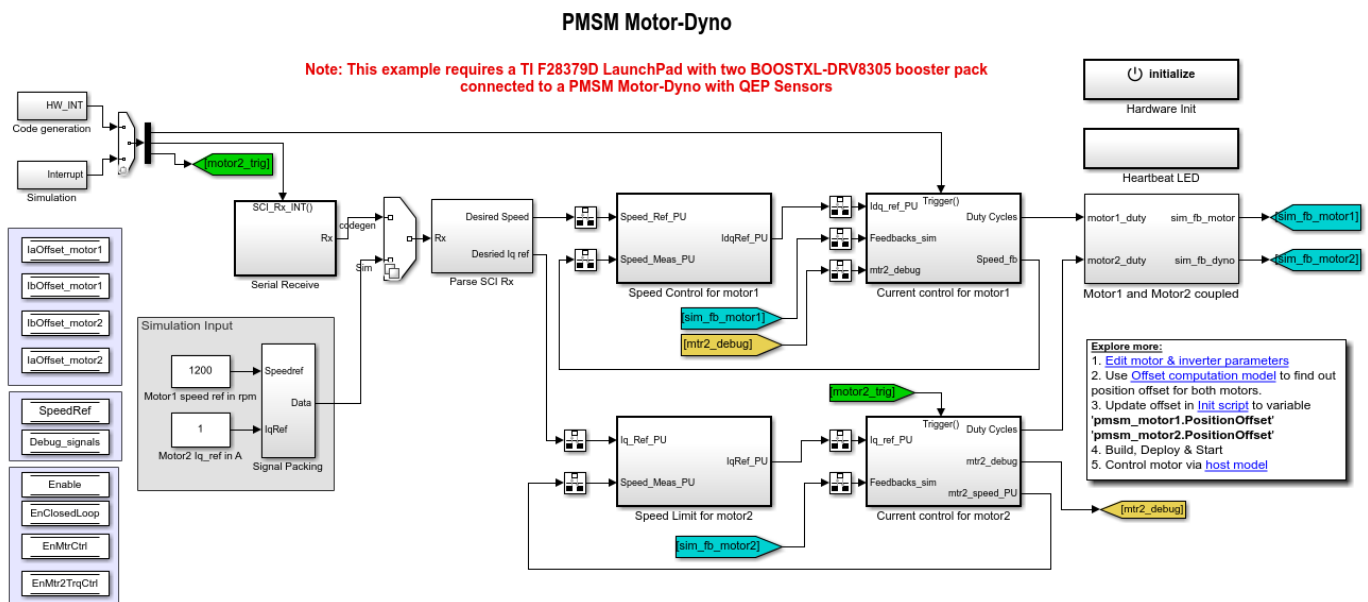 PMSM Motor-Dyno
Note: This example requires a TI F28379D LaunchPad with two BOOSTXL-DRV8305 booster pack
connected to a PMSM Motor-Dyno with QEP Sensors
HW_INT
Code generation
Interrupt
Simulation
[motor2_trig]
SCI_Rx_INT()
Rx
Serial Receive
codegen
Sim
Rx
Desired Speed
Desried Iq ref
Parse SCI Rx
Speed_Ref_PU
Speed_Meas_PU
IdqRef_PU
Speed Control for motor1
Trigger()
Idq_ref_PU
Feedbacks_sim
mtr2_debug
Duty Cycles
Speed_fb
Current control for motor1
[sim_fb_motor1]
[mtr2_debug]
initialize
Hardware Init
Heartbeat LED
motor1_duty
motor2_duty
sim_fb_motor
sim_fb_dyno
Motor1 and Motor2 coupled
[sim_fb_motor1]
[sim_fb_motor2]
IaOffset_motor1
IbOffset_motor1
IbOffset_motor2
IaOffset_motor2
SpeedRef
Debug_signals
Enable
EnClosedLoop
EnMtrCtrl
EnMtr2TrqCtrl
Simulation Input
1200
Motor1 speed ref in rpm
1
Motor2 Iq_ref in A
Speedref
IqRef
Data
Signal Packing
Iq_Ref_PU
Speed_Meas_PU
IqRef_PU
Speed Limit for motor2
[sim_fb_motor2]
[motor2_trig]
Trigger()
Iq_ref_PU
Feedbacks_sim
Duty Cycles
mtr2_debug
mtr2_speed_PU
Current control for motor2
[mtr2_debug]
Explore more:
1. Edit motor & inverter parameters
2. Use Offset computation model to find out
position offset for both motors.
3. Update offset in Init script to variable
'pmsm_motor1.PositionOffset'
'pmsm_motor2.PositionOffset'
4. Build, Deploy & Start
5. Control motor via host model